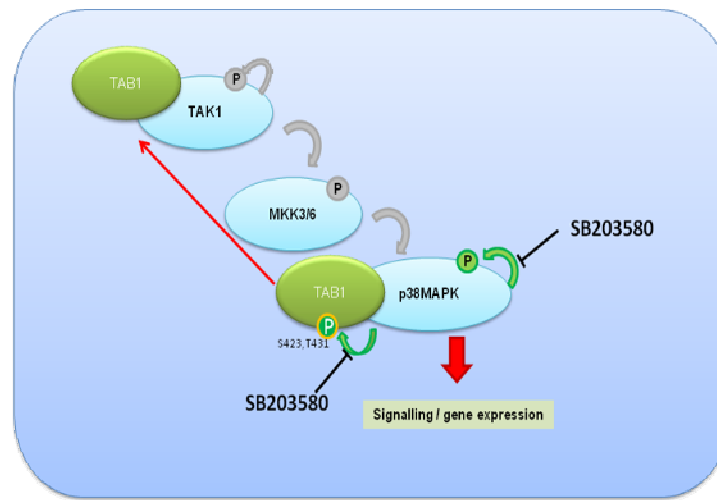 TAB1
P
TAK1
P
MKK3/6
SB203580
P
TAB1
p38MAPK
P
S423,T431
SB203580
Signalling / gene expression